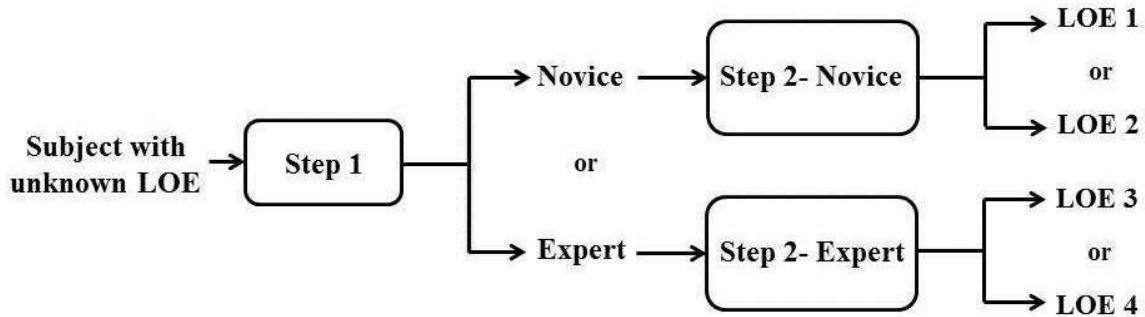 Subject with
unknown LOE
Step 1
Novice
or
Expert
Step 2- Novice
Step 2- Expert
LOE 1
or
LOE 2
LOE 3
or
LOE 4